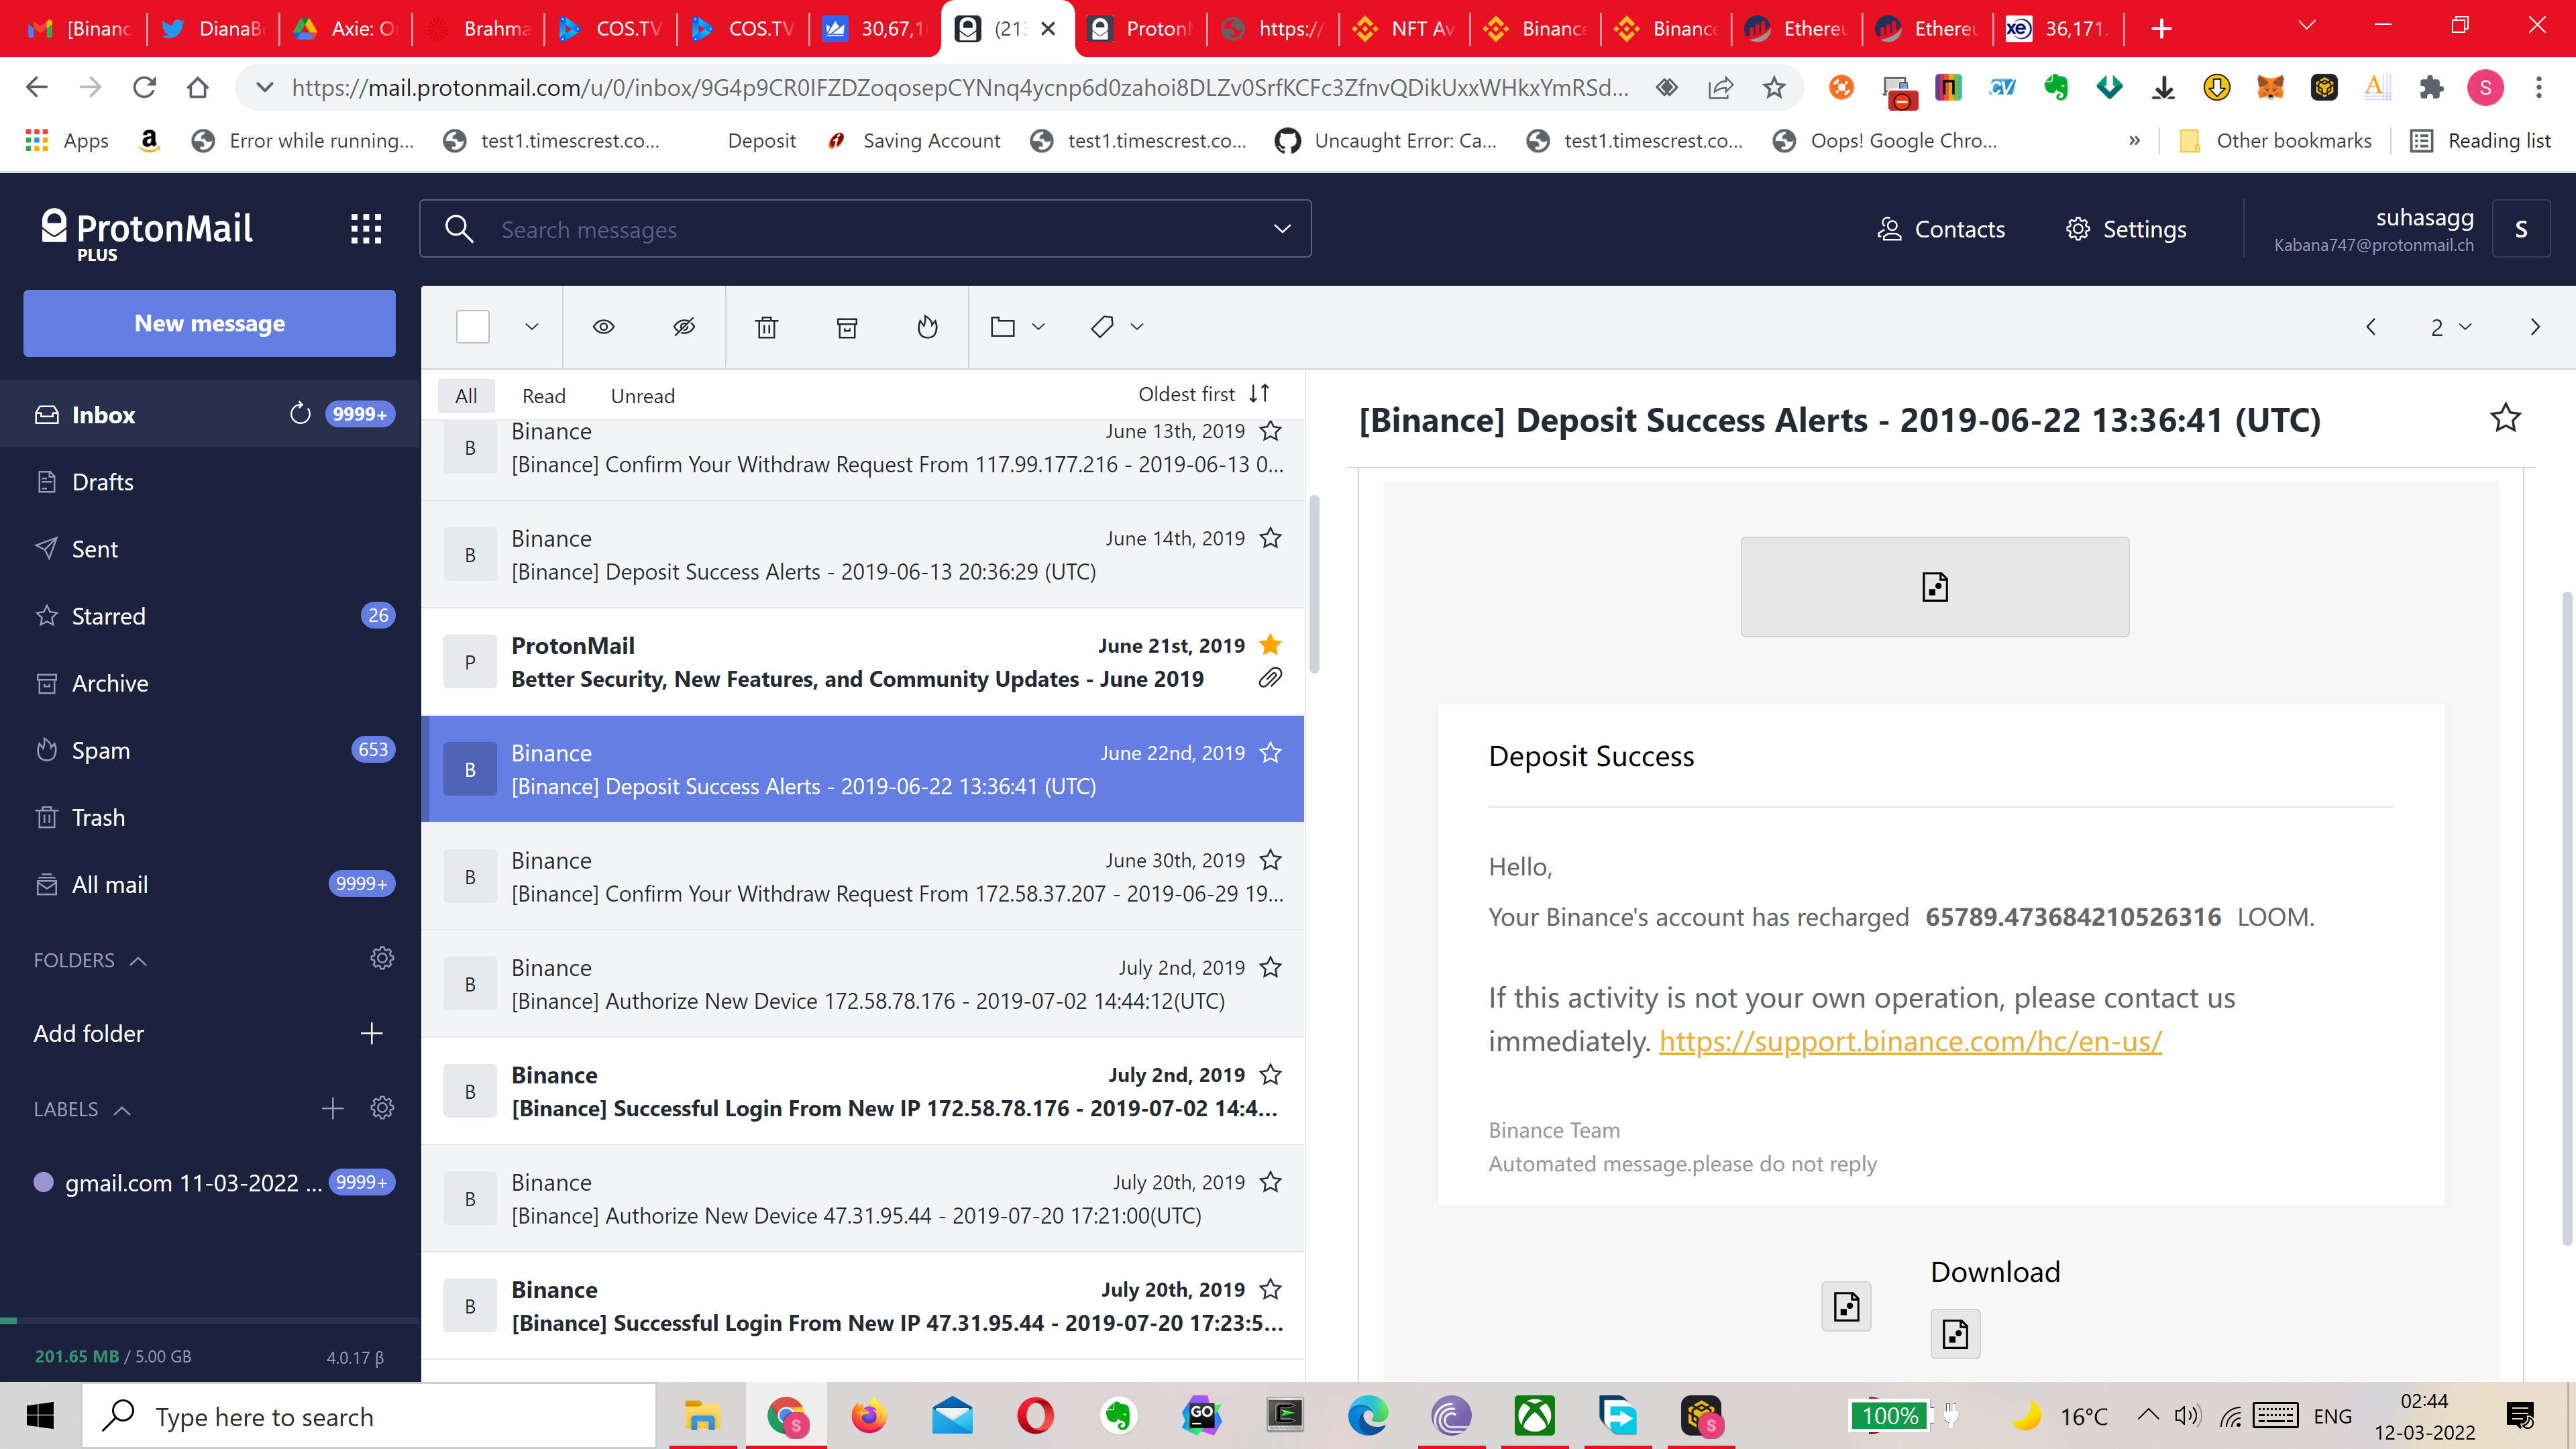 [Binanc
DianaB
Axie: O
Brahma
COS.TV
COS.TV
30,67,1
(213
Proton
https://
NFT Av
Binance
Binance
Ethereu
Ethereu
36,171.
https://mail.protonmail.com/u/0/inbox/9G4p9CR0IFZDZoqosepCYNnq4ycnp6d0zahoi8DLZv0SrfKCFc3ZfnvQDikUxxWHkxYmRSd...
Apps
Error while running...
test1.timescrest.co...
Deposit
Saving Account
test1.timescrest.co...
Uncaught Error: Ca...
test1.timescrest.co...
Oops! Google Chro...
»
Other bookmarks
Reading list
ProtonMail
PLUS
Search messages
Contacts
Settings
suhasagg
Kabana747@protonmail.ch
S
New message
2
Inbox 9999+
Drafts
Sent
Starred 26
Archive
Spam 653
Trash
All mail 9999+
FOLDERS
Add folder
LABELS
gmail.com 11-03-2022 ... 9999+
201.65 MB / 5.00 GB 4.0.17 β
All Read Unread Oldest first
B Binance June 13th, 2019
[Binance] Confirm Your Withdraw Request From 117.99.177.216 - 2019-06-13 0...
B Binance June 14th, 2019
[Binance] Deposit Success Alerts - 2019-06-13 20:36:29 (UTC)
P ProtonMail June 21st, 2019
Better Security, New Features, and Community Updates - June 2019
B Binance June 22nd, 2019
[Binance] Deposit Success Alerts - 2019-06-22 13:36:41 (UTC)
B Binance June 30th, 2019
[Binance] Confirm Your Withdraw Request From 172.58.37.207 - 2019-06-29 19...
B Binance July 2nd, 2019
[Binance] Authorize New Device 172.58.78.176 - 2019-07-02 14:44:12(UTC)
B Binance July 2nd, 2019
[Binance] Successful Login From New IP 172.58.78.176 - 2019-07-02 14:4...
B Binance July 20th, 2019
[Binance] Authorize New Device 47.31.95.44 - 2019-07-20 17:21:00(UTC)
B Binance July 20th, 2019
[Binance] Successful Login From New IP 47.31.95.44 - 2019-07-20 17:23:5...
[Binance] Deposit Success Alerts - 2019-06-22 13:36:41 (UTC)
Deposit Success
Hello,
Your Binance's account has recharged 65789.473684210526316 LOOM.
If this activity is not your own operation, please contact us
immediately. https://support.binance.com/hc/en-us/
Binance Team
Automated message.please do not reply
Download
Type here to search
100%
16°C
ENG
02:44
12-03-2022